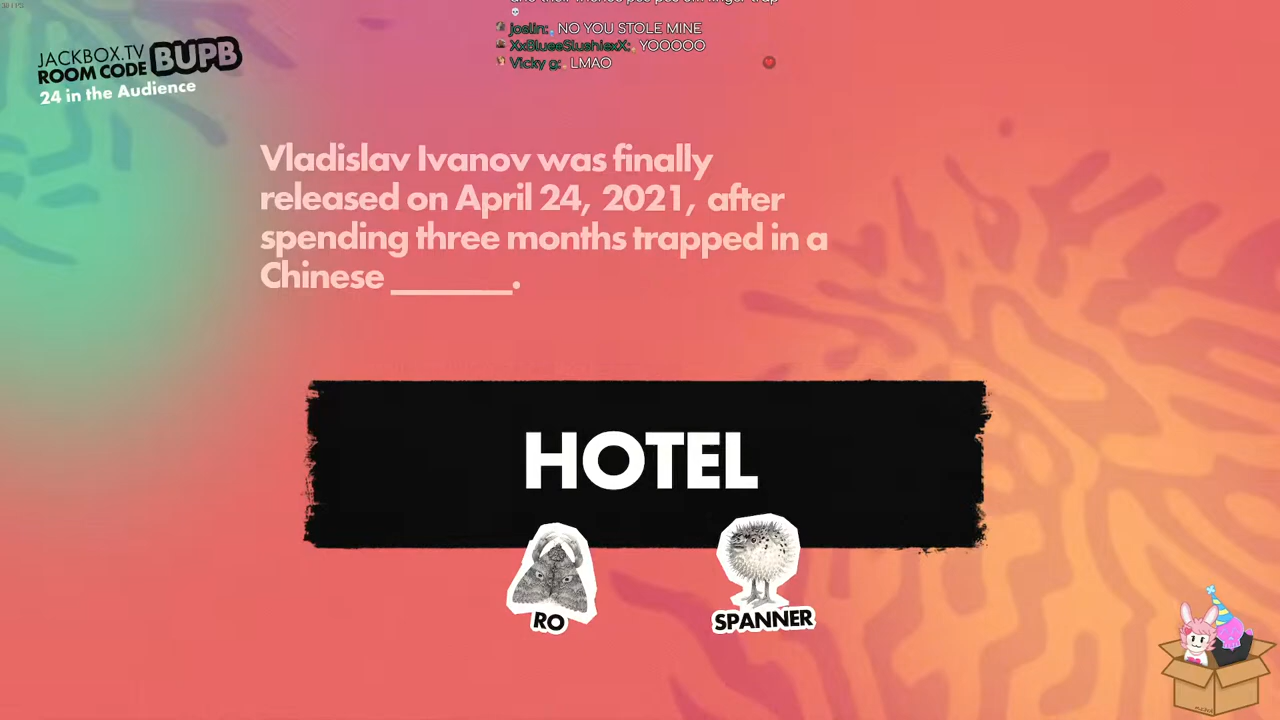 JACKBOX.TV
ROOM CODE BUPB
24 in the Audience
joslin: NO YOU STOLE MINE
XxBlueeSlushiexX: YOOOOO
Vicky g: LMAO
Vladislav Ivanov was finally
released on April 24, 2021, after
spending three months trapped in a
Chinese _______.
HOTEL
RO
SPANNER